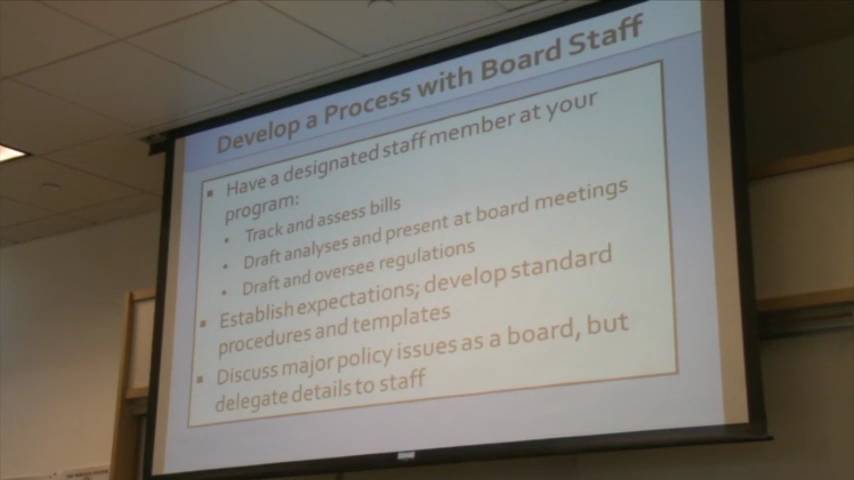 Develop a Process with Board Staff
▪ Have a designated staff member at your
program:
• Track and assess bills
• Draft analyses and present at board meetings
• Draft and oversee regulations
▪ Establish expectations; develop standard
procedures and templates
▪ Discuss major policy issues as a board, but
delegate details to staff